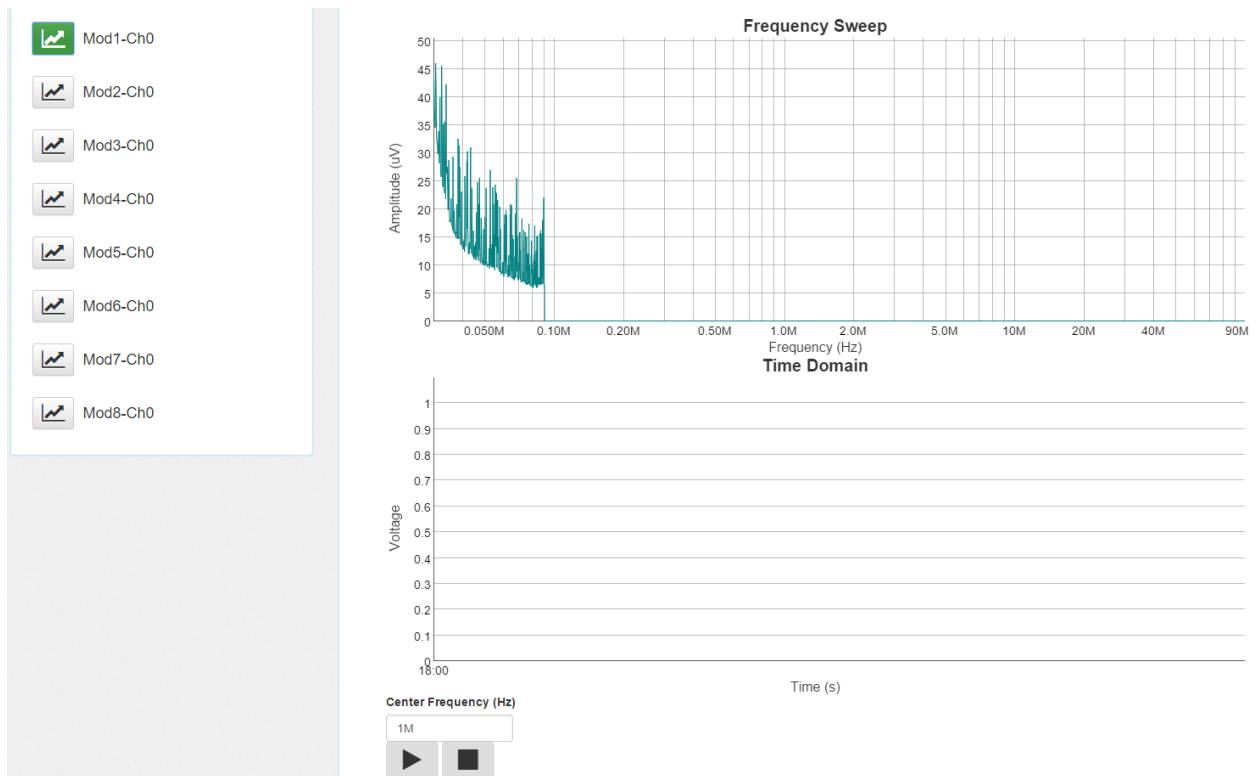 Mod1-Ch0
Mod2-Ch0
Mod3-Ch0
Mod4-Ch0
Mod5-Ch0
Mod6-Ch0
Mod7-Ch0
Mod8-Ch0
Frequency Sweep
50
45
40
35
30
25
20
15
10
5
0
Amplitude (uV)
0.050M 0.10M 0.20M 0.50M 1.0M 2.0M 5.0M 10M 20M 40M 90M
Frequency (Hz)
Time Domain
1
0.9
0.8
0.7
0.6
0.5
0.4
0.3
0.2
0.1
0
Voltage
18:00
Time (s)
Center Frequency (Hz)
1M